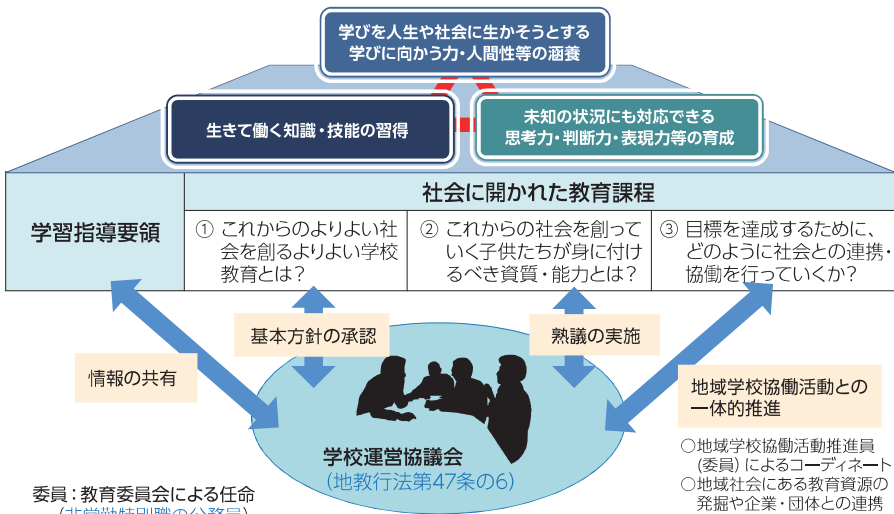 学びを人生や社会に生かそうとする
学びに向かう力・人間性等の涵養
生きて働く知識・技能の習得
未知の状況にも対応できる
思考力・判断力・表現力等の育成
学習指導要領
社会に開かれた教育課程
① これからのよりよい社
会を創るよりよい学校
教育とは?
② これからの社会を創って
いく子供たちが身に付け
るべき資質・能力とは?
③ 目標を達成するために、
どのように社会との連携・
協働を行っていくか?
基本方針の承認
熟議の実施
情報の共有
地域学校協働活動との
一体的推進
学校運営協議会
(地教行法第47条の6)
○地域学校協働活動推進員
(委員)によるコーディネート
○地域社会にある教育資源の
発掘や企業・団体との連携
委員:教育委員会による任命
(非常勤特別職の公務員)